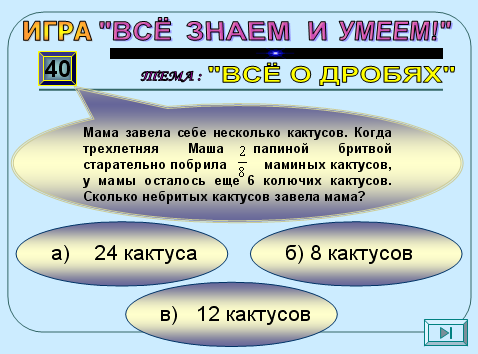 ИГРА "ВСЁ ЗНАЕМ И УМЕЕМ!"
40
ТЕМА : "ВСЁ О ДРОБЯХ"
Мама завела себе несколько кактусов. Когда
трехлетняя Маша папиной бритвой
старательно побрила 2/8 маминых кактусов,
у мамы осталось еще 6 колючих кактусов.
Сколько небритых кактусов завела мама?
а) 24 кактуса
б) 8 кактусов
в) 12 кактусов